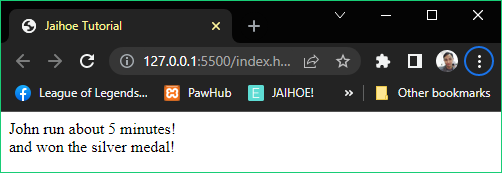 Jaihoe Tutorial
127.0.0.1:5500/index.h...
League of Legends... PawHub E JAIHOE! Other bookmarks
John run about 5 minutes!
and won the silver medal!